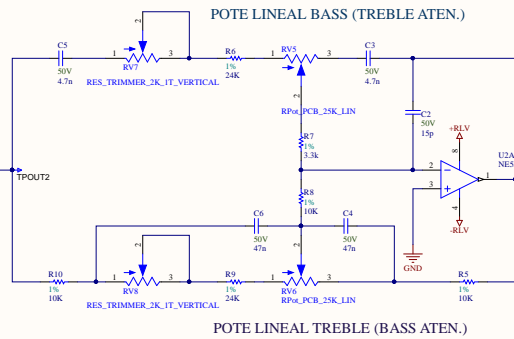 POTE LINEAL BASS (TREBLE ATEN.)
2
C5
1
3
R6
RV5
C3
50V
4.7n
RV7
1%
24K
1
3
50V
4.7n
RES_TRIMMER_2K_1T_VERTICAL
2
RPot_PCB_25K_LIN
C2
50V
15p
+RLV
R7
1%
3.3k
8
U2A
NE5
TPOUT2
2
3
1
R8
1%
10K
4
-RLV
C6
50V
47n
C4
50V
47n
GND
2
2
R10
1%
10K
1
3
RV8
R9
1%
24K
1
3
RV6
R5
1%
10K
RES_TRIMMER_2K_1T_VERTICAL
RPot_PCB_25K_LIN
POTE LINEAL TREBLE (BASS ATEN.)